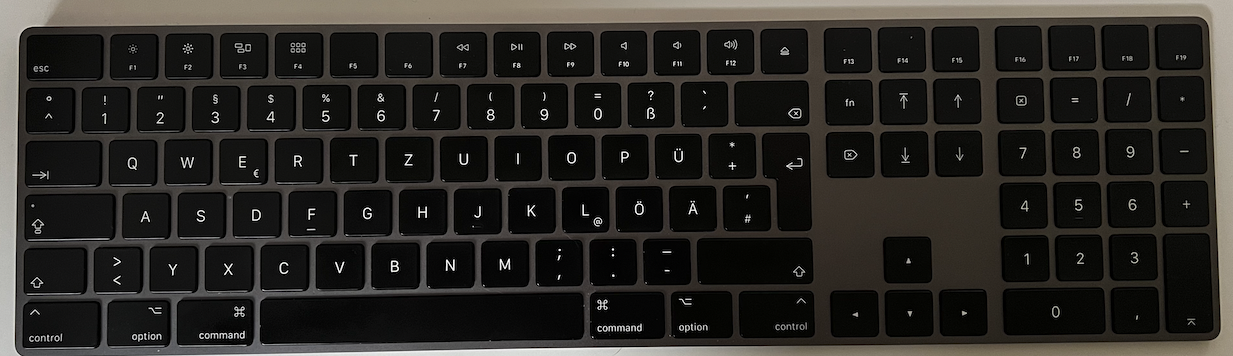 esc F1 F2 F3 F4 F5 F6 F7 F8 F9 F10 F11 F12 F13 F14 F15 F16 F17 F18 F19
° ! " § $ % & / ( ) = ? `
^ 1 2 3 4 5 6 7 8 9 0 ß ´ fn = / *
Q W E € R T Z U I O P Ü * + 7 8 9 −
A S D F G H J K L @ Ö Ä ' # 4 5 6 +
> < Y X C V B N M ; , : . _ - 1 2 3
control option command command option control 0 ,